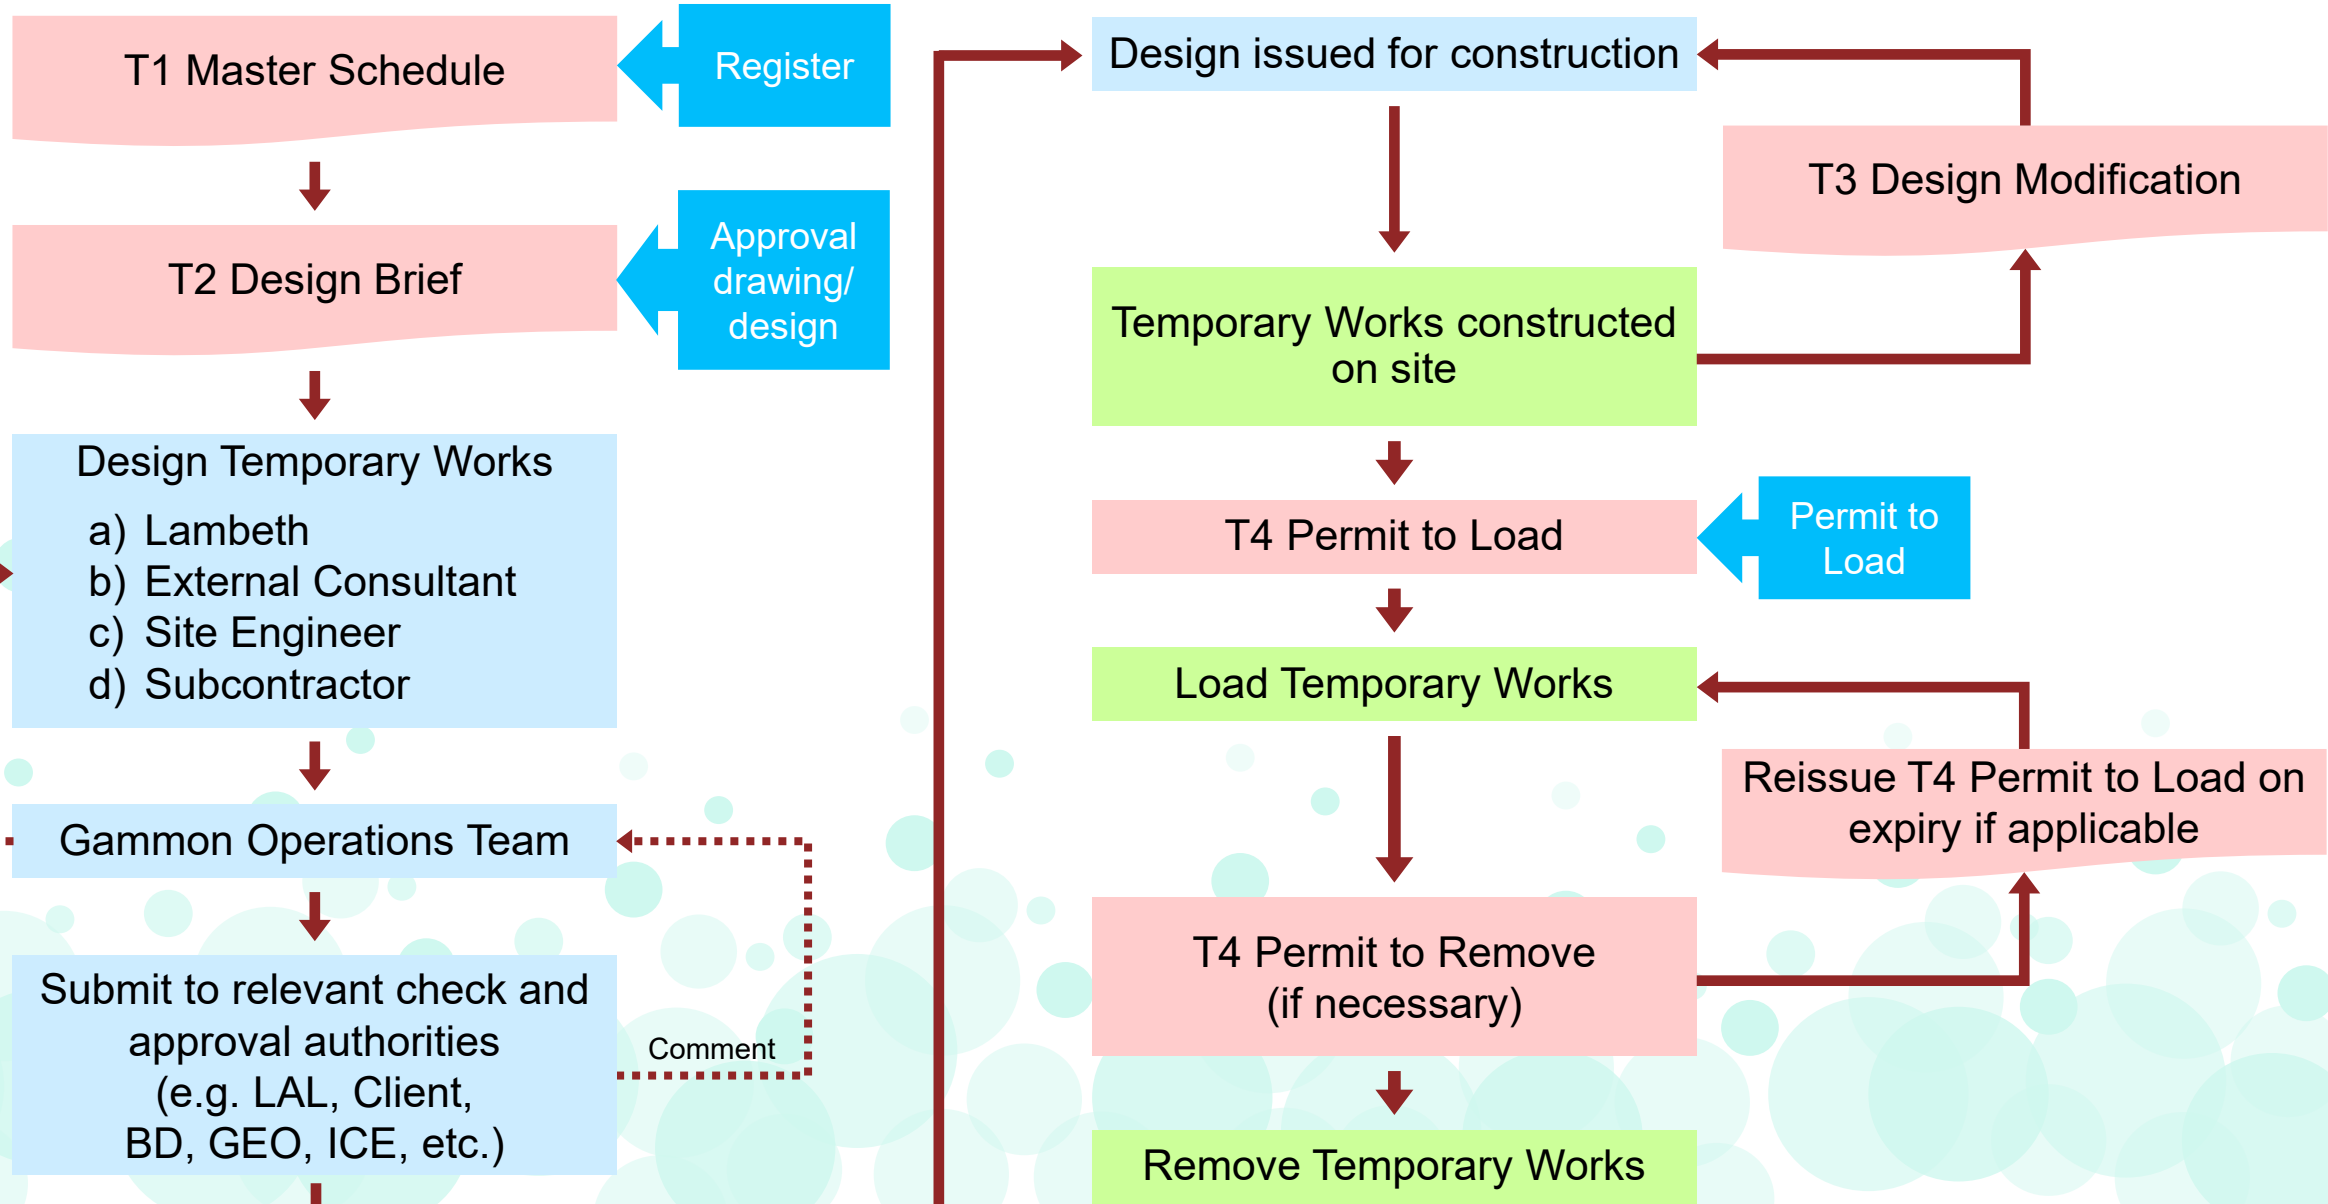 T1 Master Schedule
Register
T2 Design Brief
Approval
drawing/
design
Design Temporary Works
a) Lambeth
b) External Consultant
c) Site Engineer
d) Subcontractor
Gammon Operations Team
Submit to relevant check and
approval authorities
(e.g. LAL, Client,
BD, GEO, ICE, etc.)
Comment
Design issued for construction
T3 Design Modification
Temporary Works constructed
on site
T4 Permit to Load
Permit to
Load
Load Temporary Works
Reissue T4 Permit to Load on
expiry if applicable
T4 Permit to Remove
(if necessary)
Remove Temporary Works